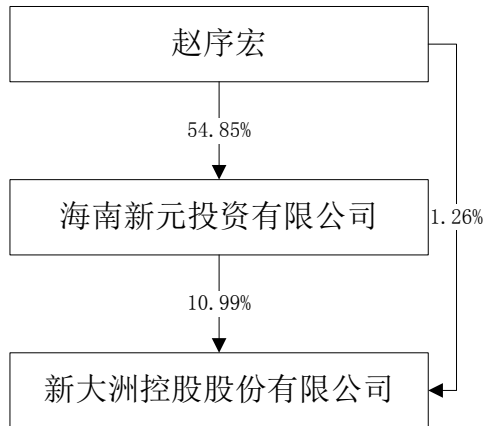 赵序宏
54.85%
海南新元投资有限公司
1.26%
10.99%
新大洲控股股份有限公司